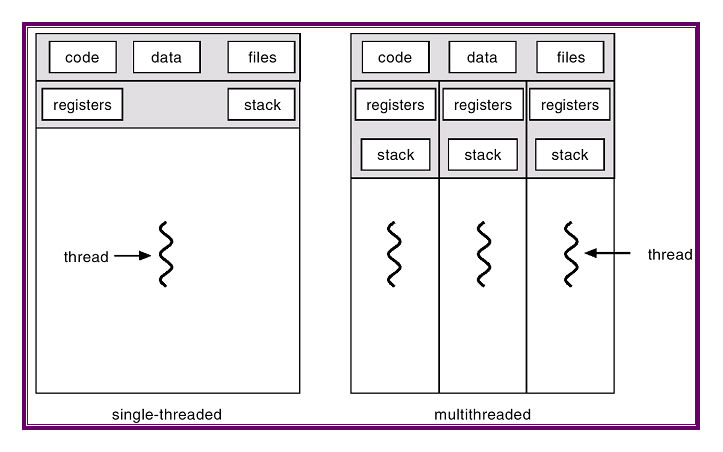 code data files
registers stack
thread
single-threaded
code data files
registers registers registers
stack stack stack
thread
multithreaded